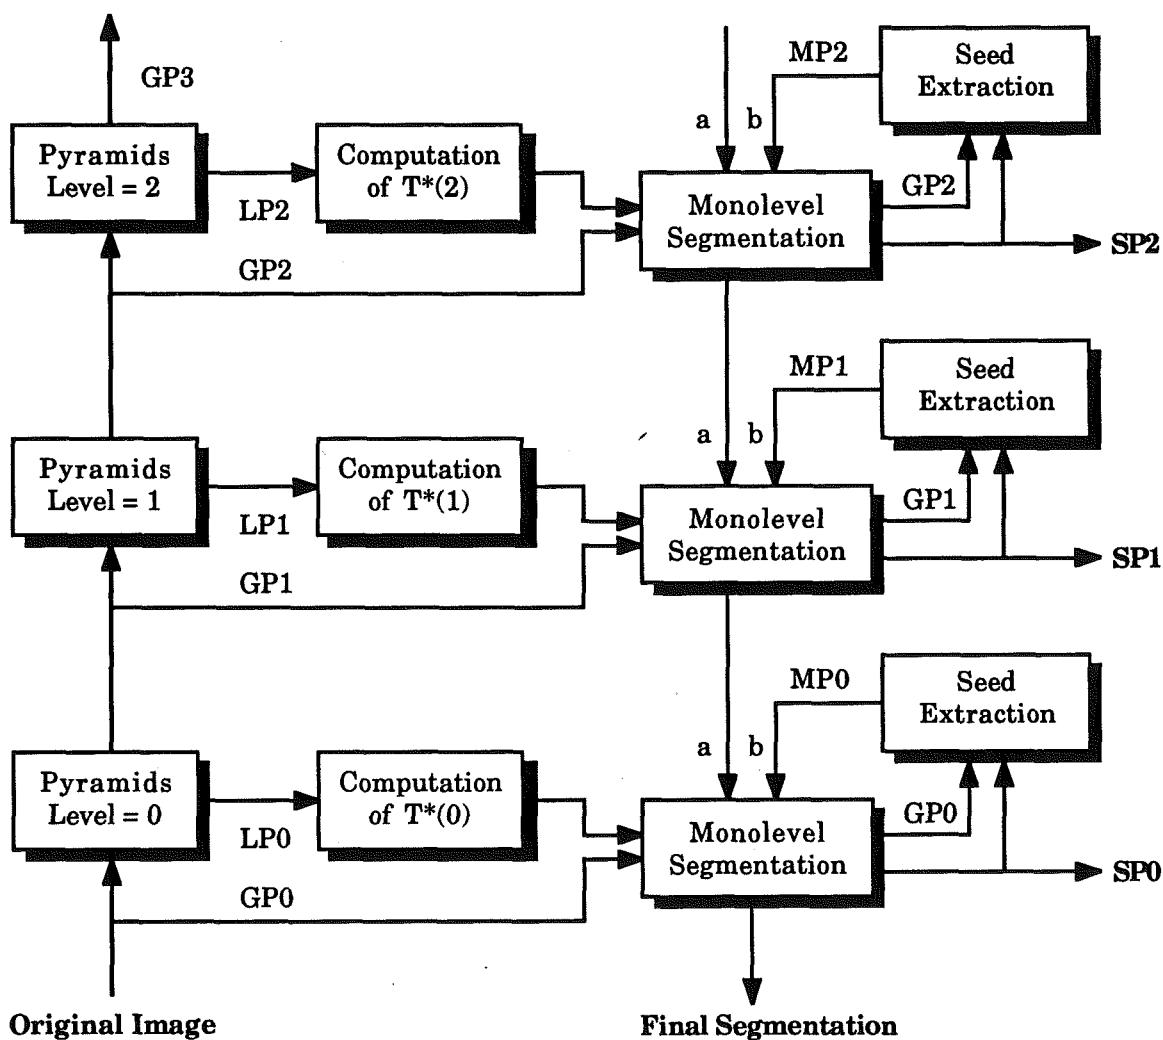 GP3
MP2
Seed
Extraction
a
b
Pyramids
Level = 2
Computation
of T*(2)
LP2
GP2
Monolevel
Segmentation
GP2
SP2
MP1
Seed
Extraction
a
b
Pyramids
Level = 1
Computation
of T*(1)
LP1
GP1
Monolevel
Segmentation
GP1
SP1
MP0
Seed
Extraction
a
b
Pyramids
Level = 0
Computation
of T*(0)
LP0
GP0
Monolevel
Segmentation
GP0
SP0
Original Image
Final Segmentation